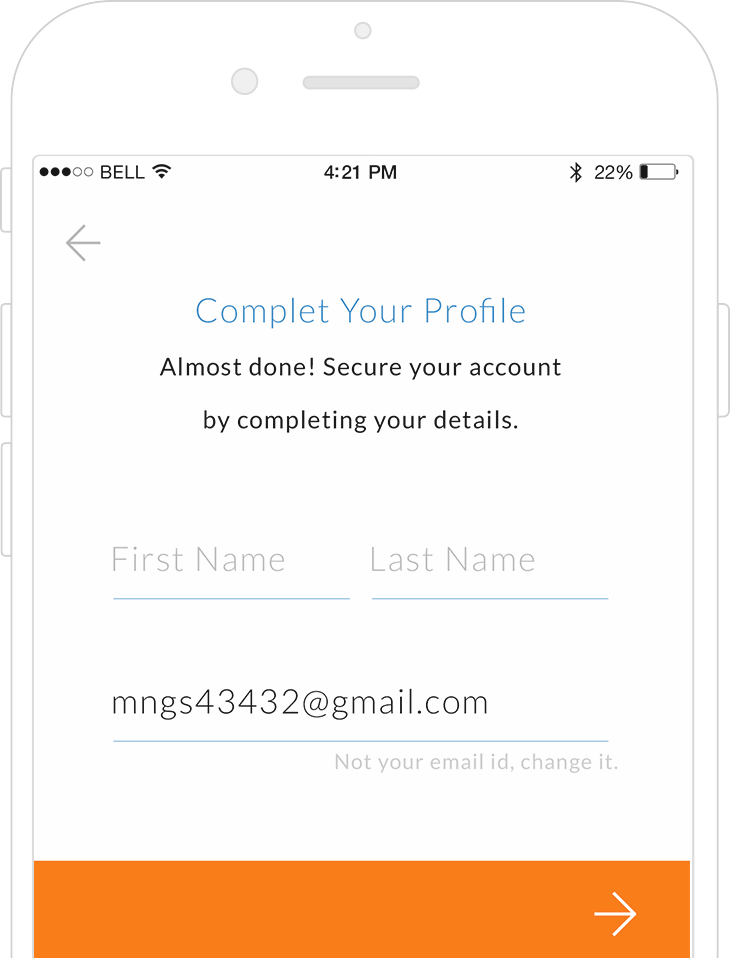 BELL 4:21 PM 22%
Complet Your Profile
Almost done! Secure your account
by completing your details.
First Name Last Name
mngs43432@gmail.com
Not your email id, change it.